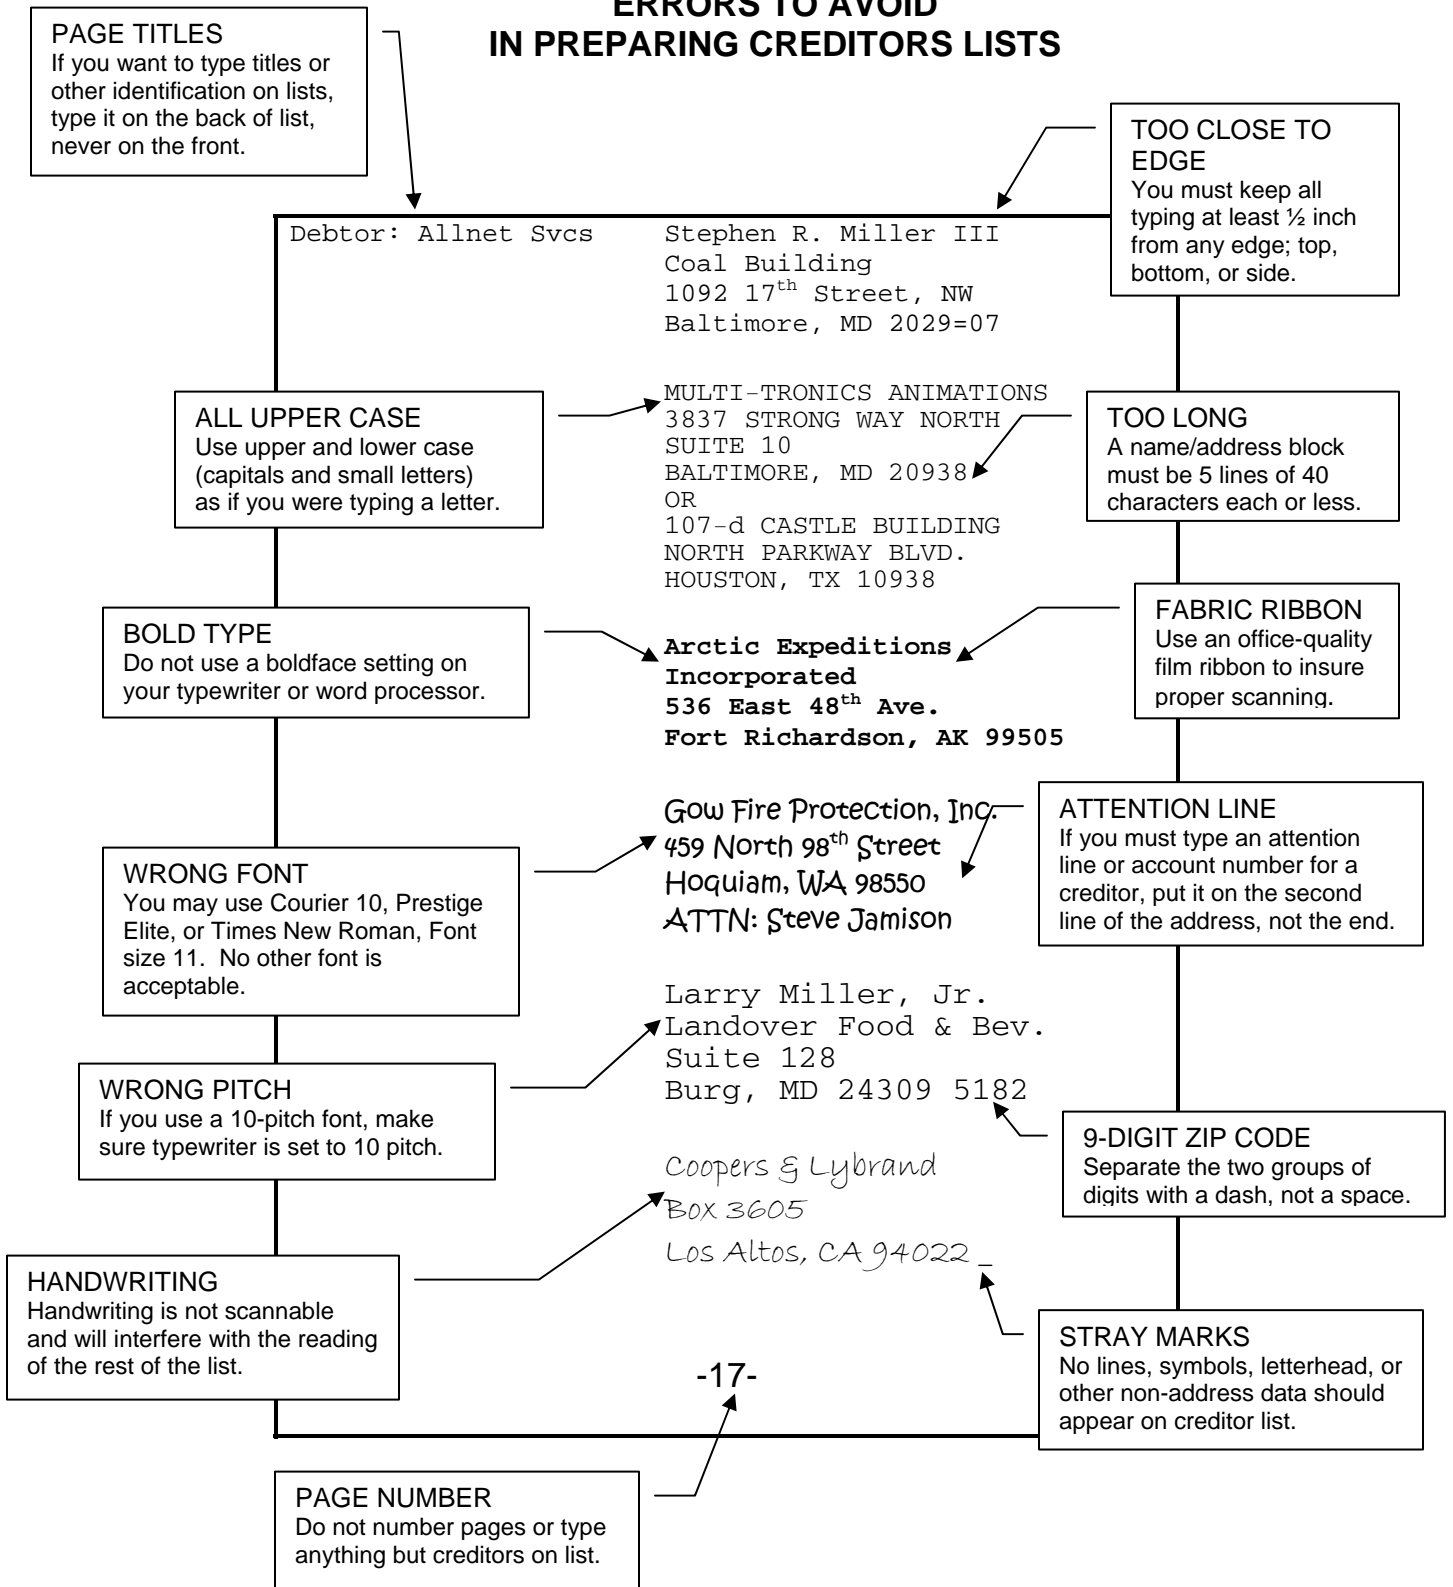 ERRORS TO AVOID
IN PREPARING CREDITORS LISTS
PAGE TITLES
If you want to type titles or
other identification on lists,
type it on the back of list,
never on the front.
TOO CLOSE TO
EDGE
You must keep all
typing at least ½ inch
from any edge; top,
bottom, or side.
Debtor: Allnet Svcs
Stephen R. Miller III
Coal Building
1092 17th Street, NW
Baltimore, MD 2029=07
ALL UPPER CASE
Use upper and lower case
(capitals and small letters)
as if you were typing a letter.
MULTI-TRONICS ANIMATIONS
3837 STRONG WAY NORTH
SUITE 10
BALTIMORE, MD 20938
OR
107-d CASTLE BUILDING
NORTH PARKWAY BLVD.
HOUSTON, TX 10938
TOO LONG
A name/address block
must be 5 lines of 40
characters each or less.
BOLD TYPE
Do not use a boldface setting on
your typewriter or word processor.
Arctic Expeditions
Incorporated
536 East 48th Ave.
Fort Richardson, AK 99505
FABRIC RIBBON
Use an office-quality
film ribbon to insure
proper scanning.
WRONG FONT
You may use Courier 10, Prestige
Elite, or Times New Roman, Font
size 11.  No other font is
acceptable.
Gow Fire Protection, Inc.
459 North 98th Street
Hoquiam, WA 98550
ATTN: Steve Jamison
ATTENTION LINE
If you must type an attention
line or account number for a
creditor, put it on the second
line of the address, not the end.
WRONG PITCH
If you use a 10-pitch font, make
sure typewriter is set to 10 pitch.
Larry Miller, Jr.
Landover Food & Bev.
Suite 128
Burg, MD 24309 5182
9-DIGIT ZIP CODE
Separate the two groups of
digits with a dash, not a space.
HANDWRITING
Handwriting is not scannable
and will interfere with the reading
of the rest of the list.
Coopers & Lybrand
Box 3605
Los Altos, CA 94022 _
STRAY MARKS
No lines, symbols, letterhead, or
other non-address data should
appear on creditor list.
-17-
PAGE NUMBER
Do not number pages or type
anything but creditors on list.